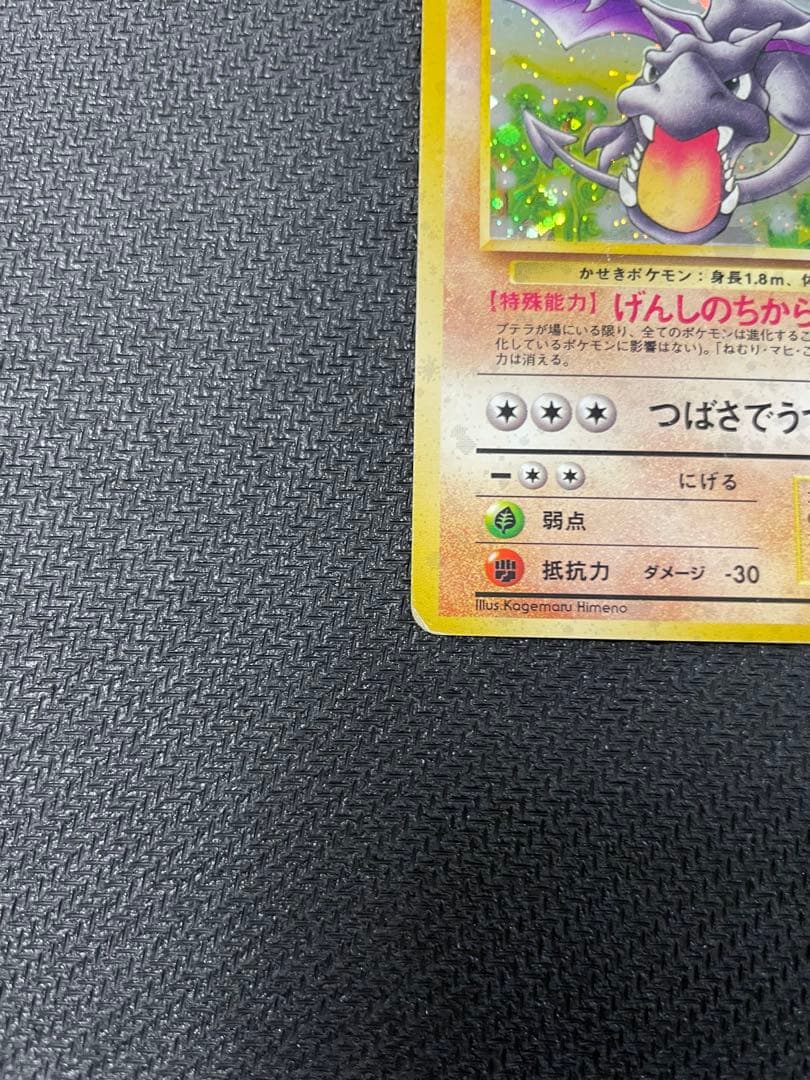 かせきポケモン：身長1.8m、体
【特殊能力】 げんしのちから
プテラが場にいる限り、全てのポケモンは進化するこ
化しているポケモンに影響はない)。「ねむり・マヒ・こ
力は消える。
つばさでうつ
にげる
弱点
抵抗力 ダメージ -30
Illus.Kagemaru Himeno